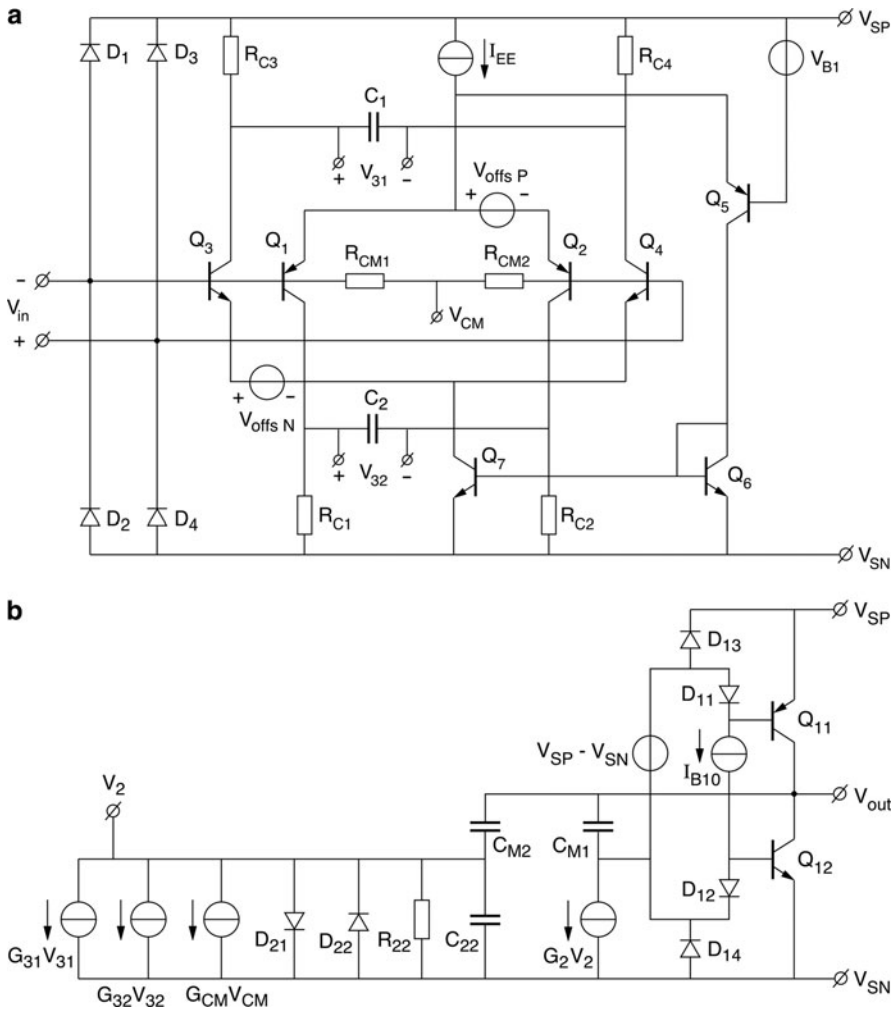 a
V_SP
D_1
D_3
R_C3
I_EE
R_C4
V_B1
C_1
V_31
+ -
V_offs P
+ -
Q_5
Q_3
Q_1
Q_2
Q_4
R_CM1
R_CM2
-
V_in
+
V_CM
+ -
V_offs N
C_2
V_32
+ -
Q_7
Q_6
D_2
D_4
R_C1
R_C2
V_SN
b
V_SP
D_13
D_11
Q_11
V_SP - V_SN
I_B10
V_2
V_out
C_M2
C_M1
Q_12
D_12
G_31V_31
G_32V_32
G_CMV_CM
D_21
D_22
R_22
C_22
G_2V_2
D_14
V_SN